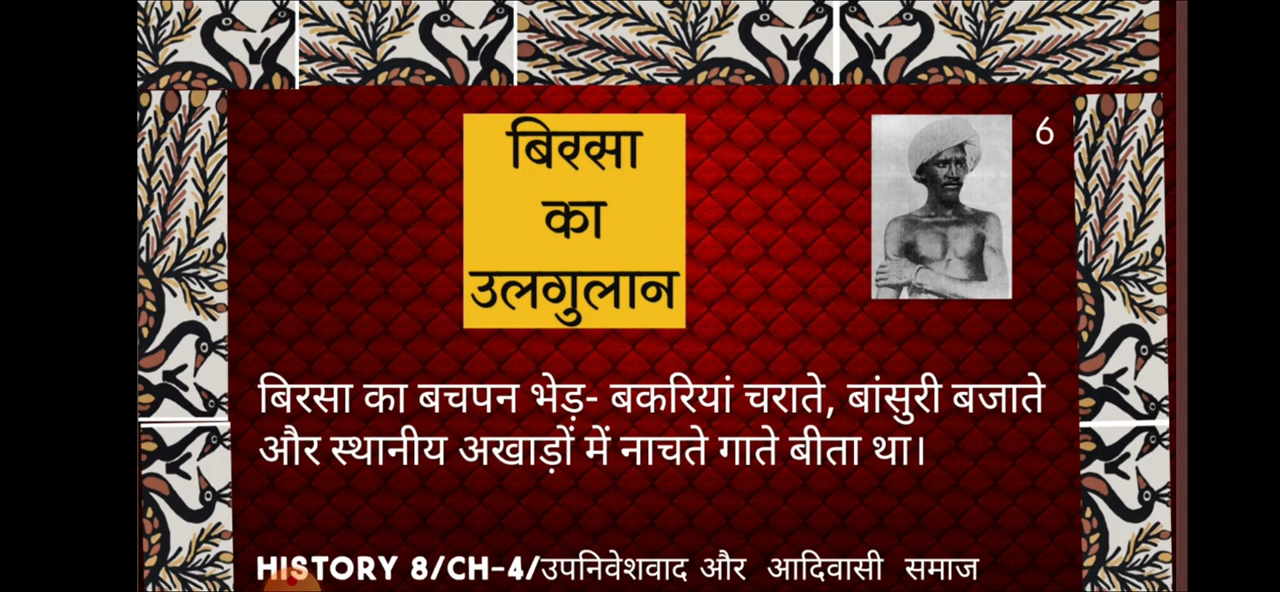 बिरसा
का
उलगुलान
6
बिरसा का बचपन भेड़- बकरियां चराते, बांसुरी बजाते
और स्थानीय अखाड़ों में नाचते गाते बीता था।
HISTORY 8/CH-4/उपनिवेशवाद और आदिवासी समाज